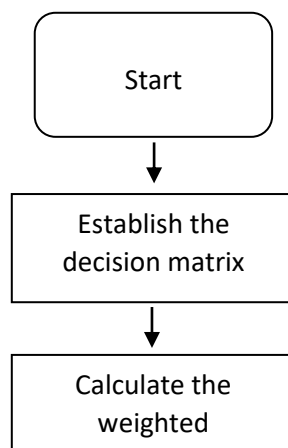 Start
Establish the
decision matrix
Calculate the
weighted